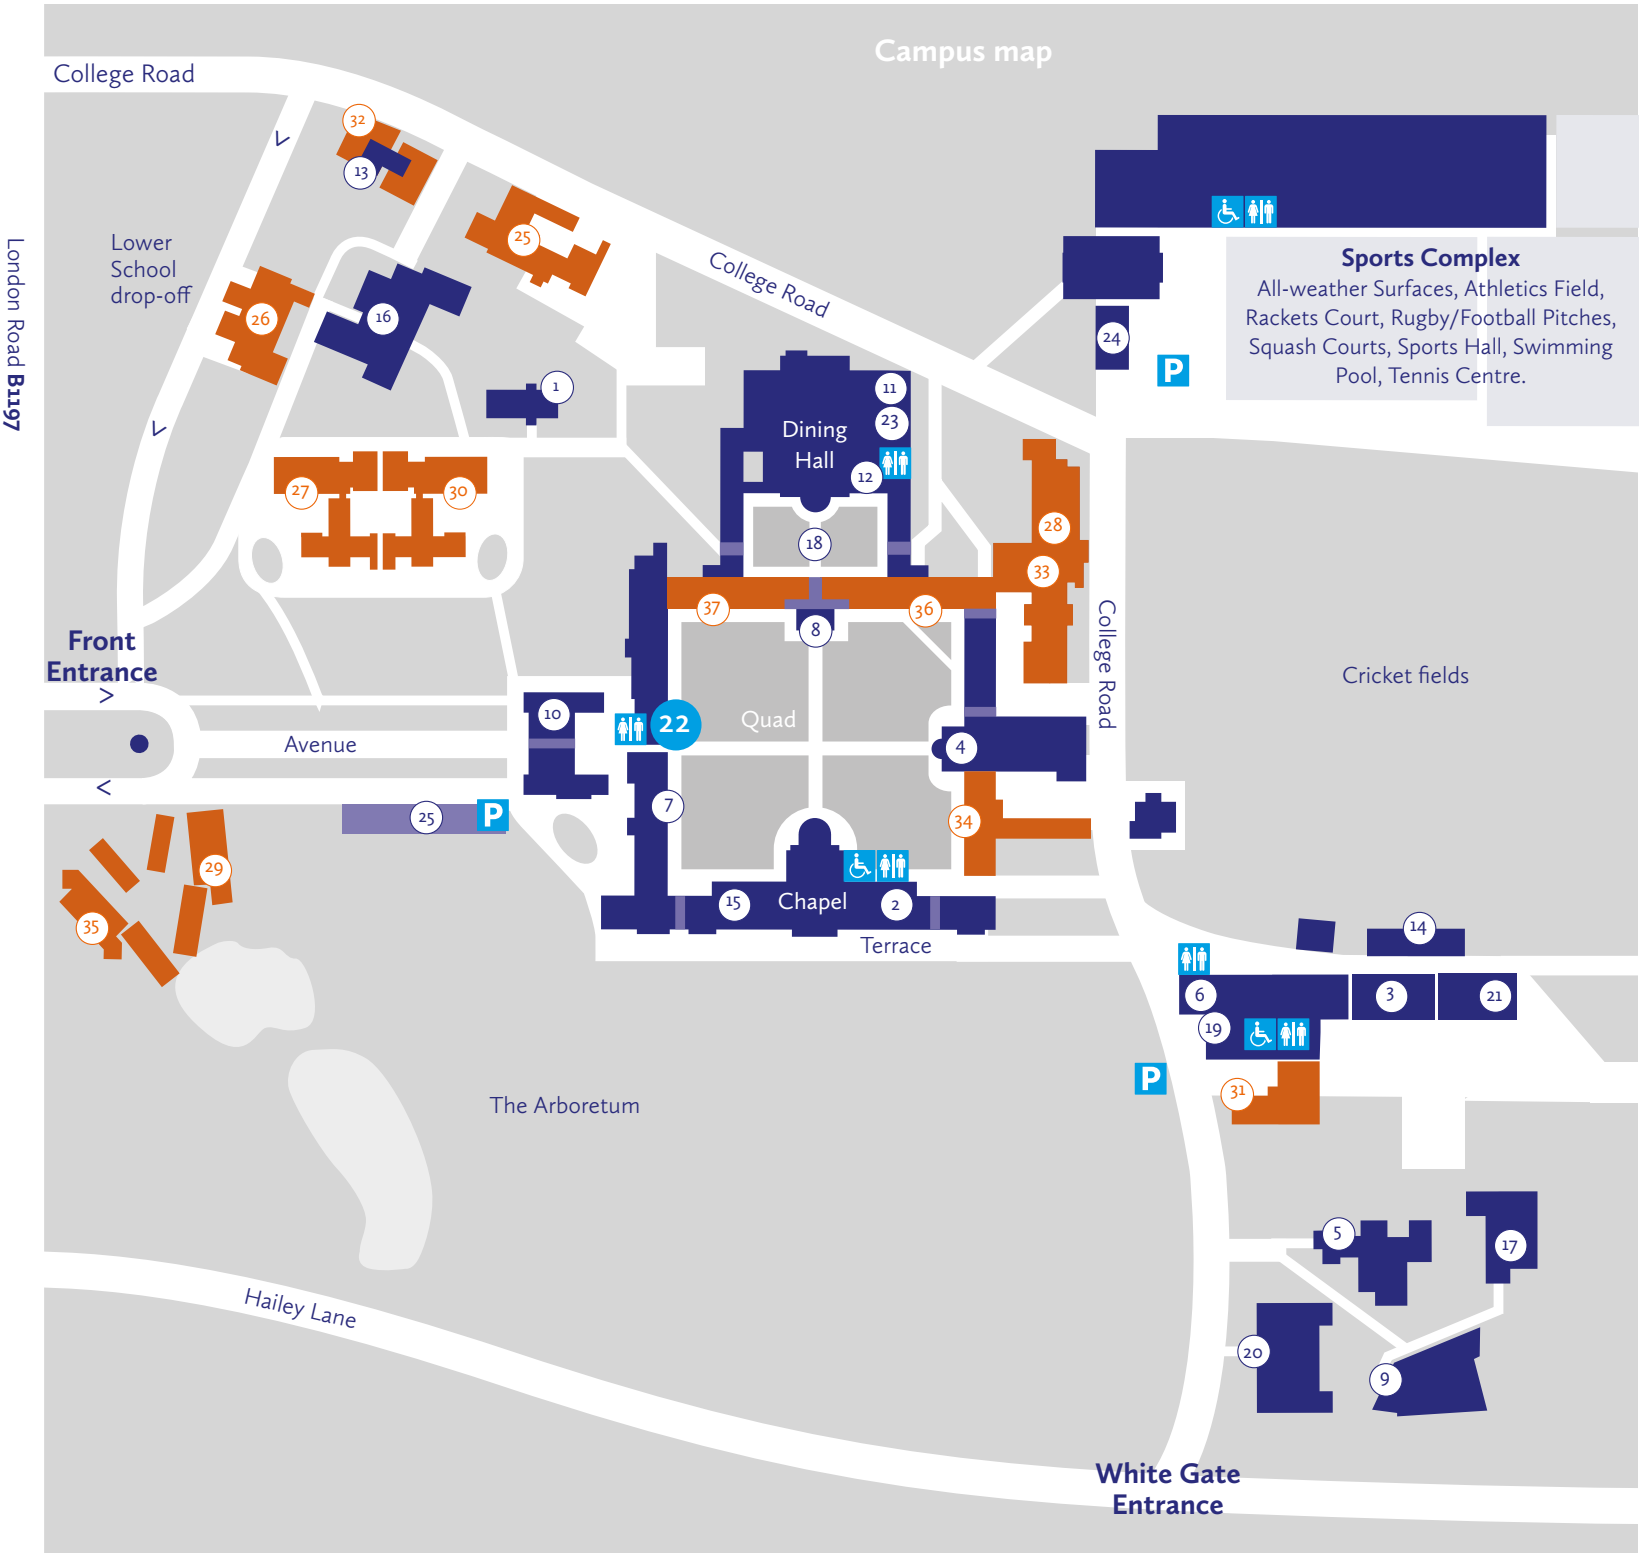 Campus map
College Road
32
13
25
Lower
School
drop-off
26
16
College Road
1
London Road B1197
24
P
Sports Complex
All-weather Surfaces, Athletics Field,
Rackets Court, Rugby/Football Pitches,
Squash Courts, Sports Hall, Swimming
Pool, Tennis Centre.
11
23
Dining
Hall
12
27
30
28
18
33
37
36
8
College Road
Front
Entrance
>
Cricket fields
10
22
Quad
4
Avenue
<
25
P
7
34
29
35
15
Chapel
2
Terrace
14
6
3
21
19
P
31
The Arboretum
5
17
Hailey Lane
20
9
White Gate
Entrance